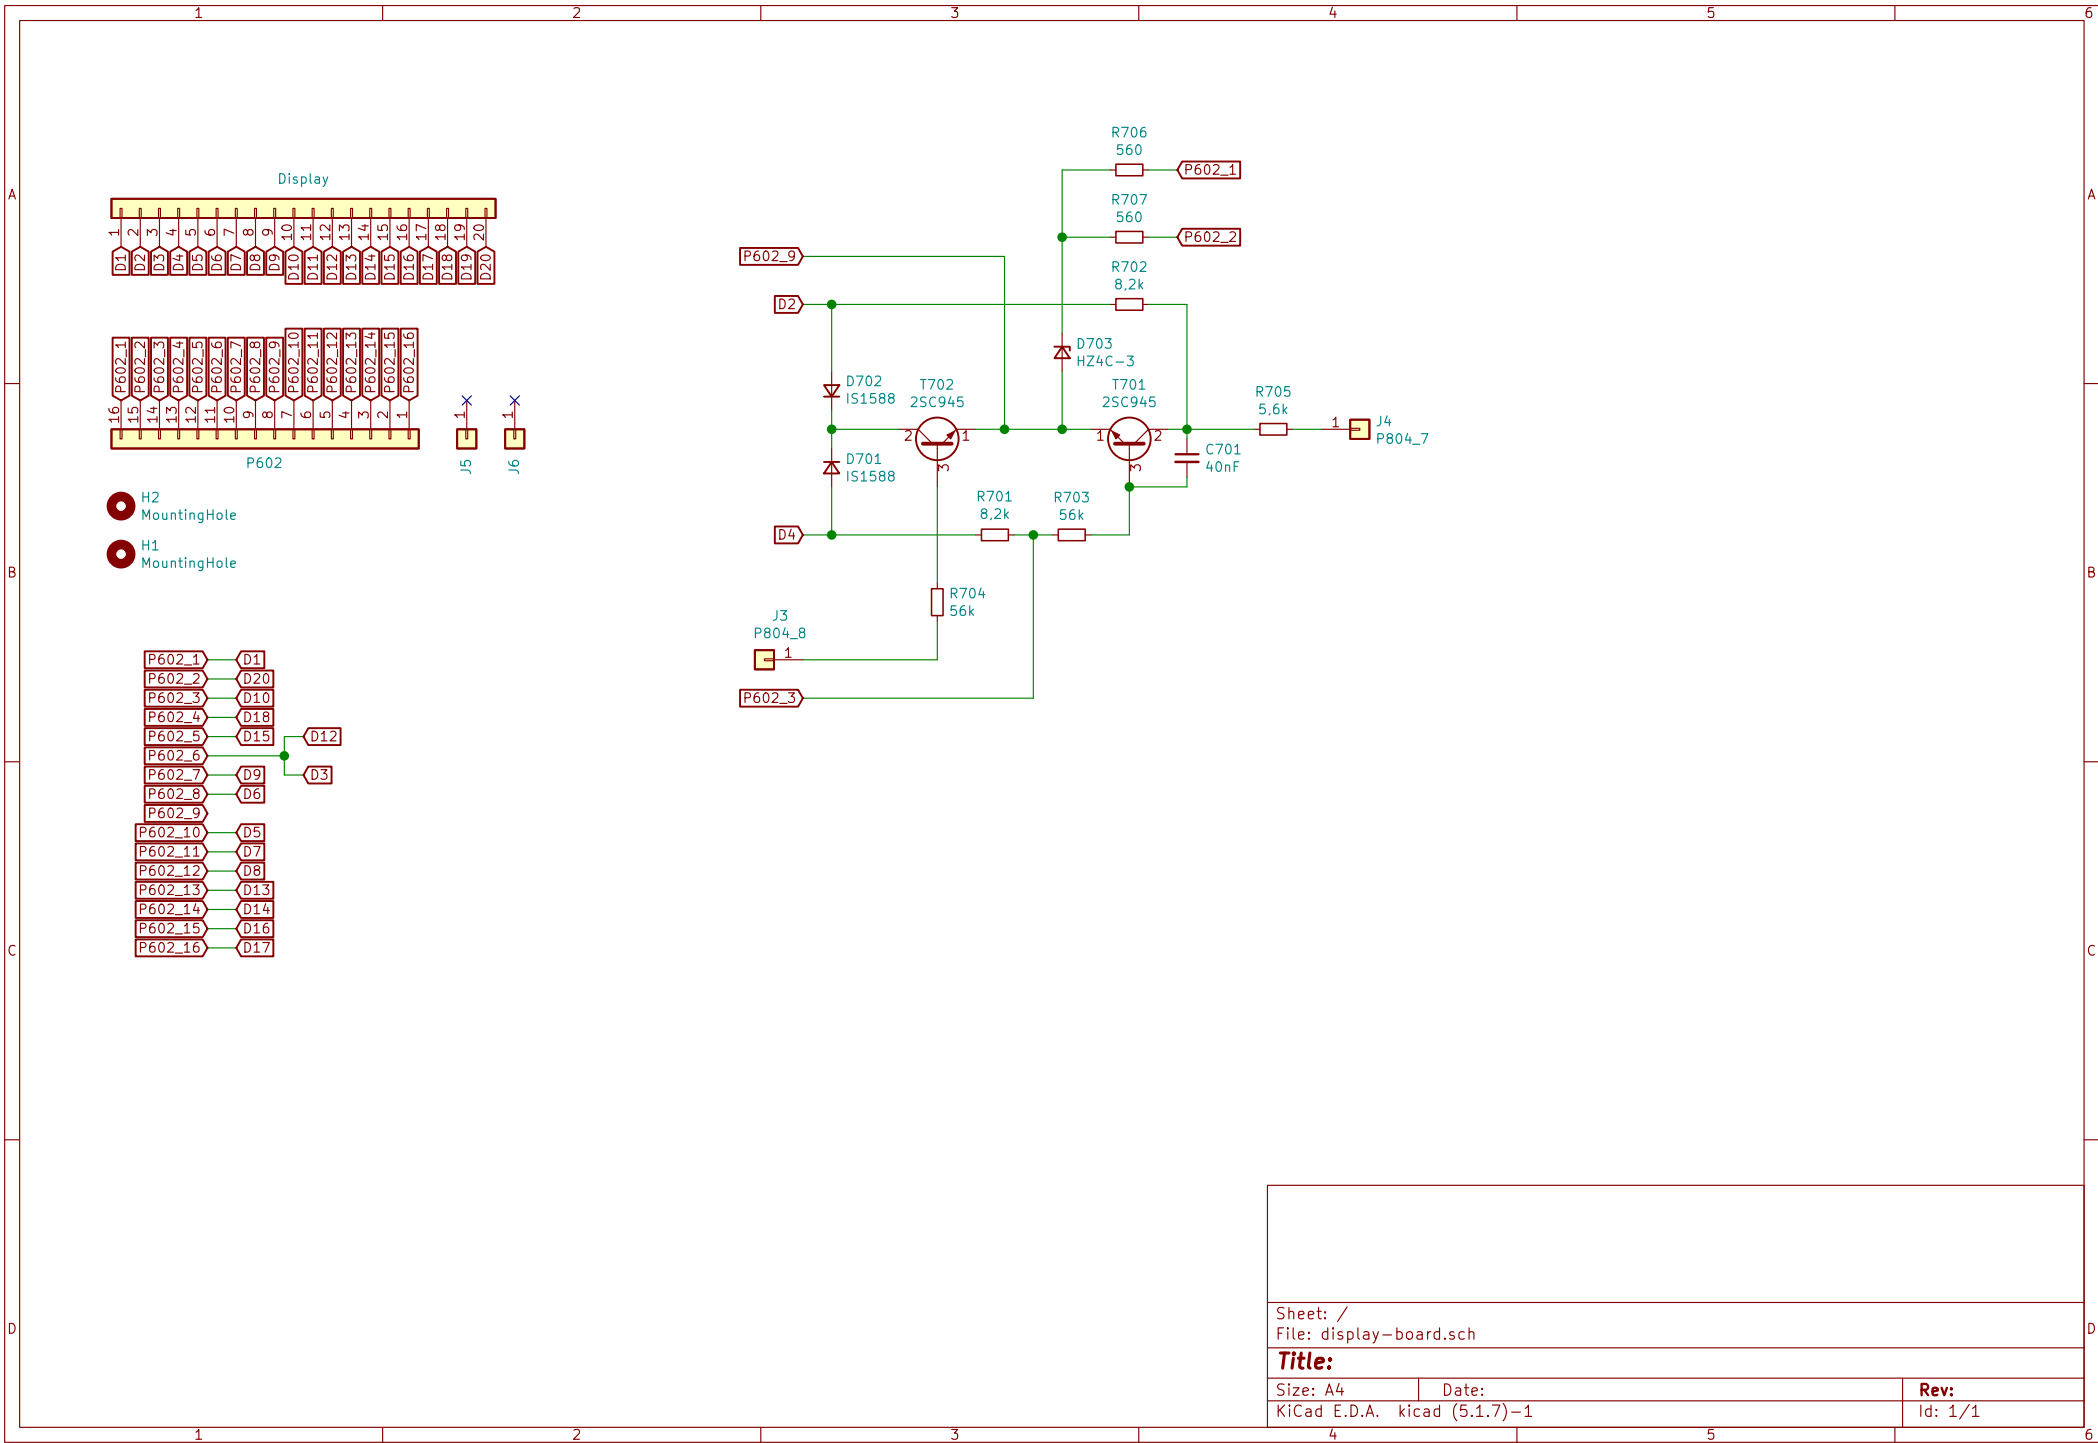 1 2 3 4 5 6
A A
B B
C C
D D
Display
1 2 3 4 5 6 7 8 9 10 11 12 13 14 15 16 17 18 19 20
D1 D2 D3 D4 D5 D6 D7 D8 D9 D10 D11 D12 D13 D14 D15 D16 D17 D18 D19 D20
P602_1 P602_2 P602_3 P602_4 P602_5 P602_6 P602_7 P602_8 P602_9 P602_10 P602_11 P602_12 P602_13 P602_14 P602_15 P602_16
16 15 14 13 12 11 10 9 8 7 6 5 4 3 2 1
P602
1 1
J5 J6
H2
MountingHole
H1
MountingHole
P602_1 D1
P602_2 D20
P602_3 D10
P602_4 D18
P602_5 D15
D12
P602_6
P602_7 D9 D3
P602_8 D6
P602_9
P602_10 D5
P602_11 D7
P602_12 D8
P602_13 D13
P602_14 D14
P602_15 D16
P602_16 D17
R706
560
P602_1
R707
560
P602_2
P602_9
R702
8,2k
D2
D703
HZ4C-3
D702
IS1588
T702
2SC945
2 1
3
T701
2SC945
1 2
3
R705
5,6k
1
J4
P804_7
C701
40nF
D701
IS1588
R701
8,2k
R703
56k
D4
R704
56k
J3
P804_8
1
P602_3
Sheet: /
File: display-board.sch
Title:
Size: A4 Date: Rev:
KiCad E.D.A. kicad (5.1.7)-1 Id: 1/1
1 2 3 4 5 6